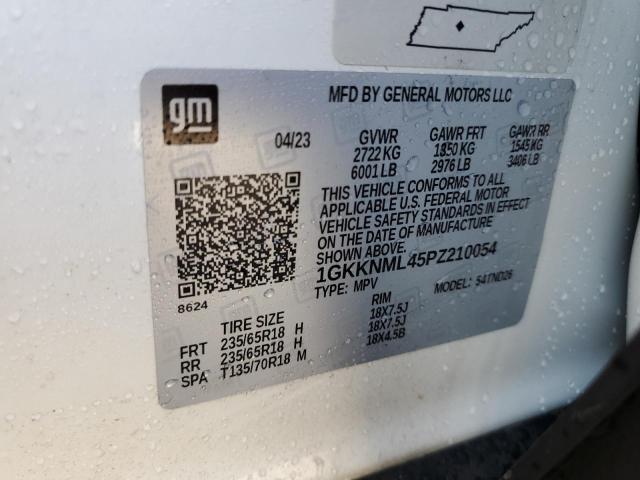 gm
MFD BY GENERAL MOTORS LLC
04/23 GVWR GAWR FRT GAWR RR
2722 KG 1350 KG 1545 KG
6001 LB 2976 LB 3406 LB
THIS VEHICLE CONFORMS TO ALL
APPLICABLE U.S. FEDERAL MOTOR
VEHICLE SAFETY STANDARDS IN EFFECT
ON THE DATE OF MANUFACTURE
SHOWN ABOVE.
1GKKNML45PZ210054
TYPE: MPV MODEL: 54TND26
8624
TIRE SIZE RIM
FRT 235/65R18 H 18X7.5J
RR 235/65R18 H 18X7.5J
SPA T135/70R18 M 18X4.5B